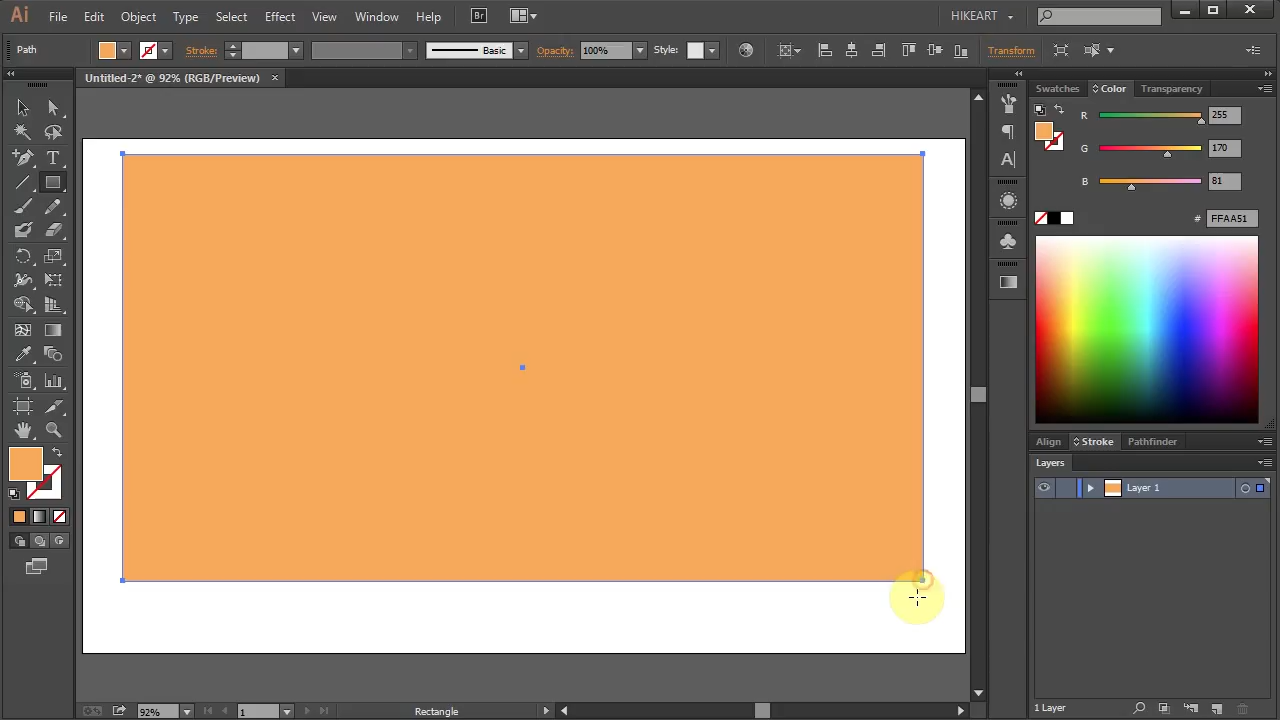 Ai File Edit Object Type Select Effect View Window Help Br HIKEART
Path Stroke: Basic Opacity: 100% Style: Transform
Untitled-2* @ 92% (RGB/Preview) ×
Swatches Color Transparency
R 255
G 170
B 81
# FFAA51
Align Stroke Pathfinder
Layers
Layer 1
92% 1 Rectangle 1 Layer